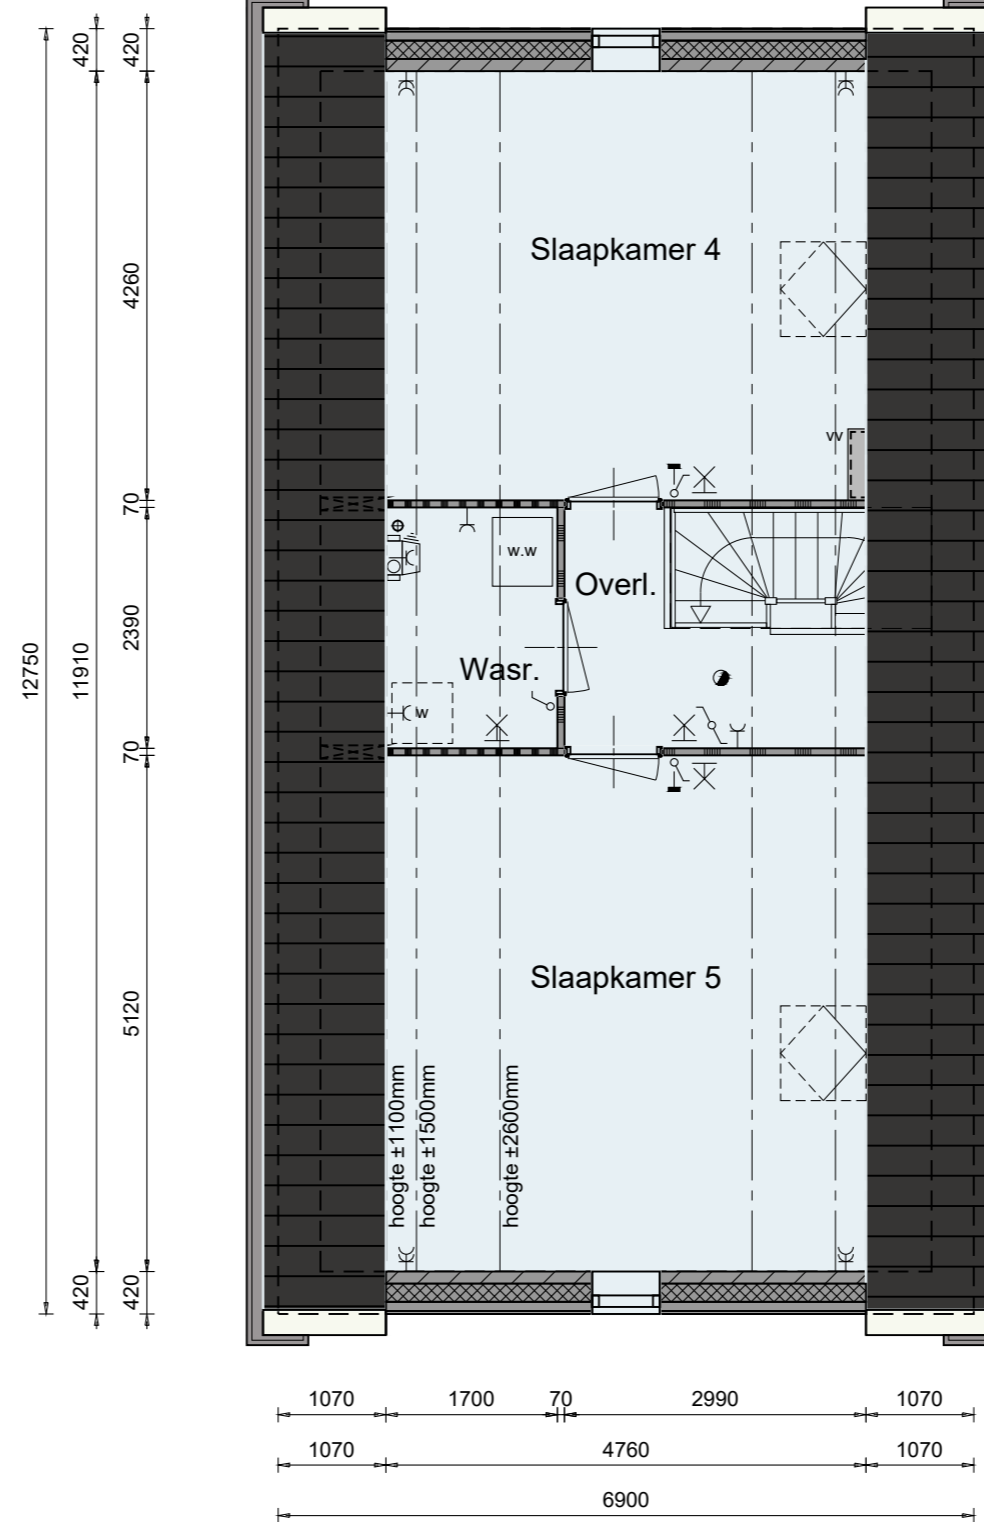 420
420
Slaapkamer 4
4260
vv
70
w.w
Overl.
2390
12750
11910
Wasr.
w
70
Slaapkamer 5
5120
hoogte ±1100mm
hoogte ±1500mm
hoogte ±2600mm
420
420
1070 1700 70 2990 1070
1070 4760 1070
6900